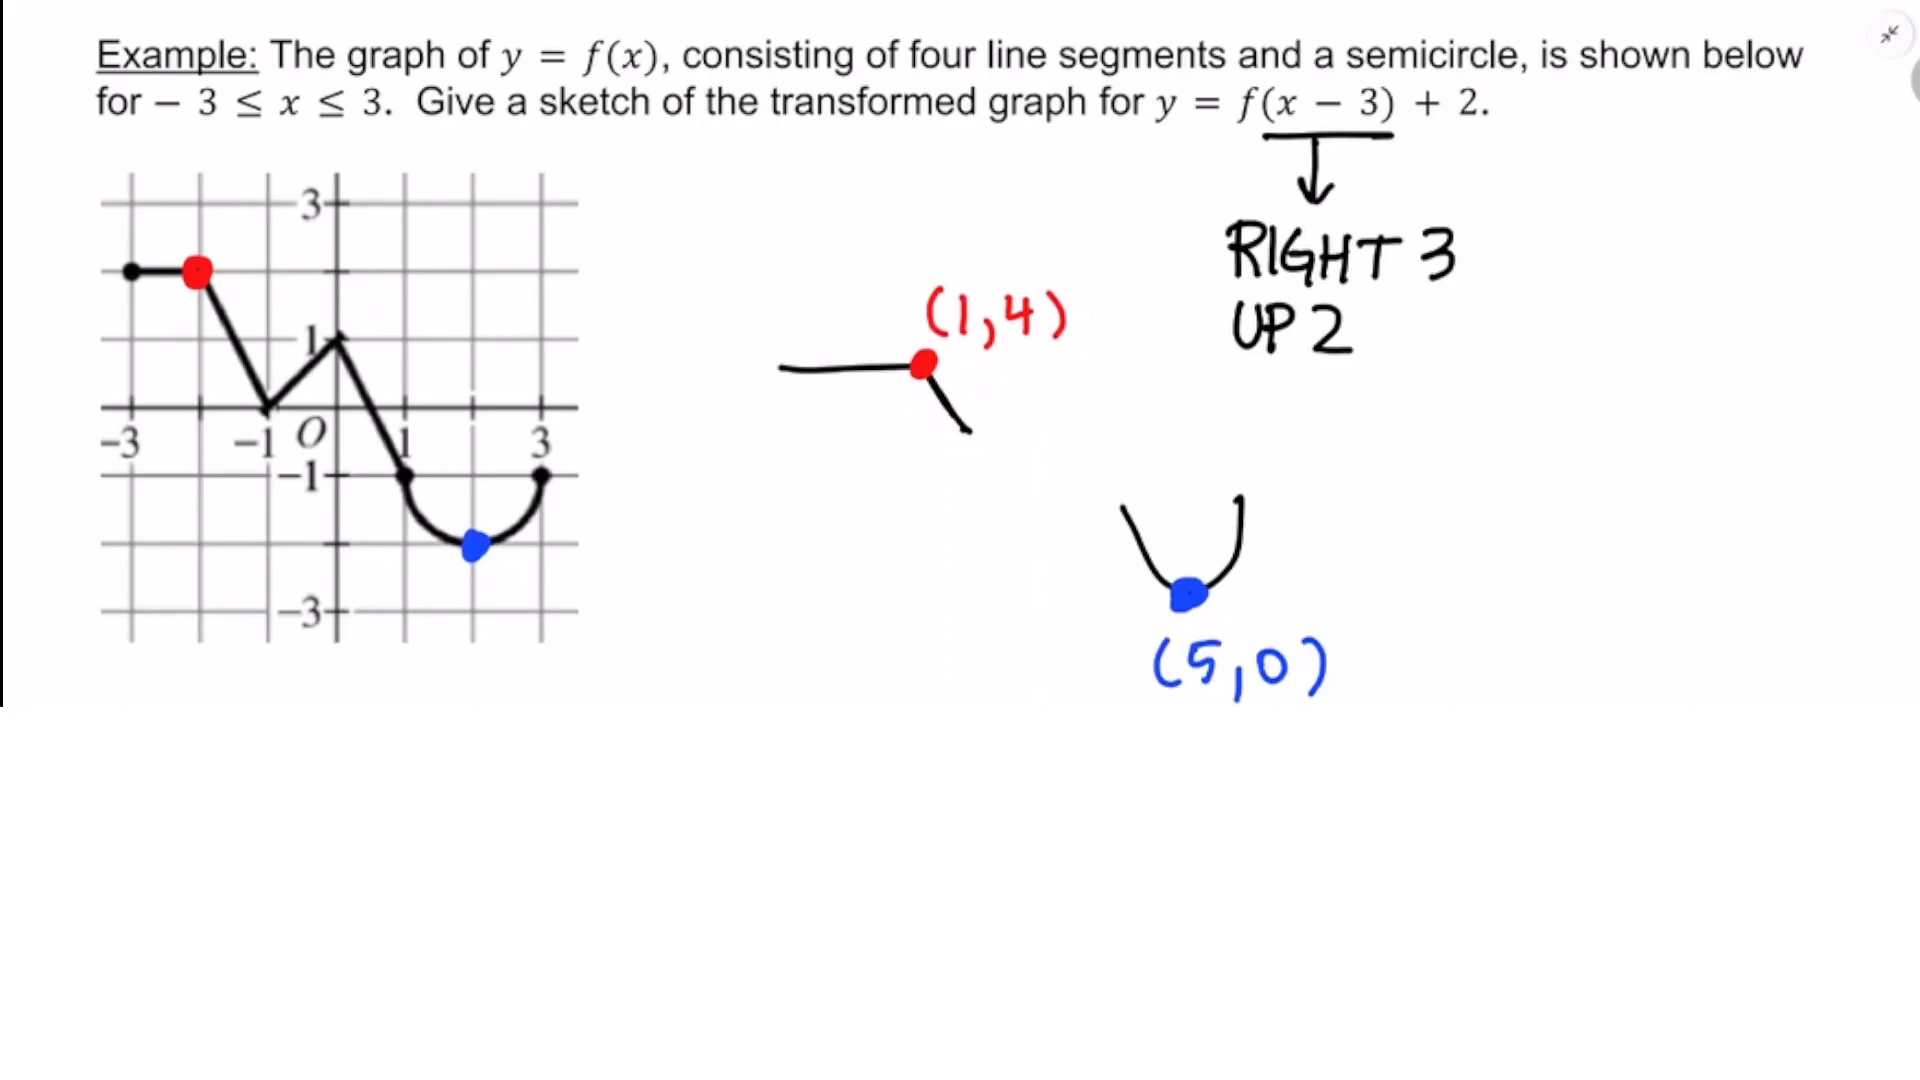 Example: The graph of y = f(x), consisting of four line segments and a semicircle, is shown below
for − 3 ≤ x ≤ 3. Give a sketch of the transformed graph for y = f(x − 3) + 2.
RIGHT 3
UP 2
3
1
−3
−1
O
1
3
−1
−3
(1,4)
(5,0)